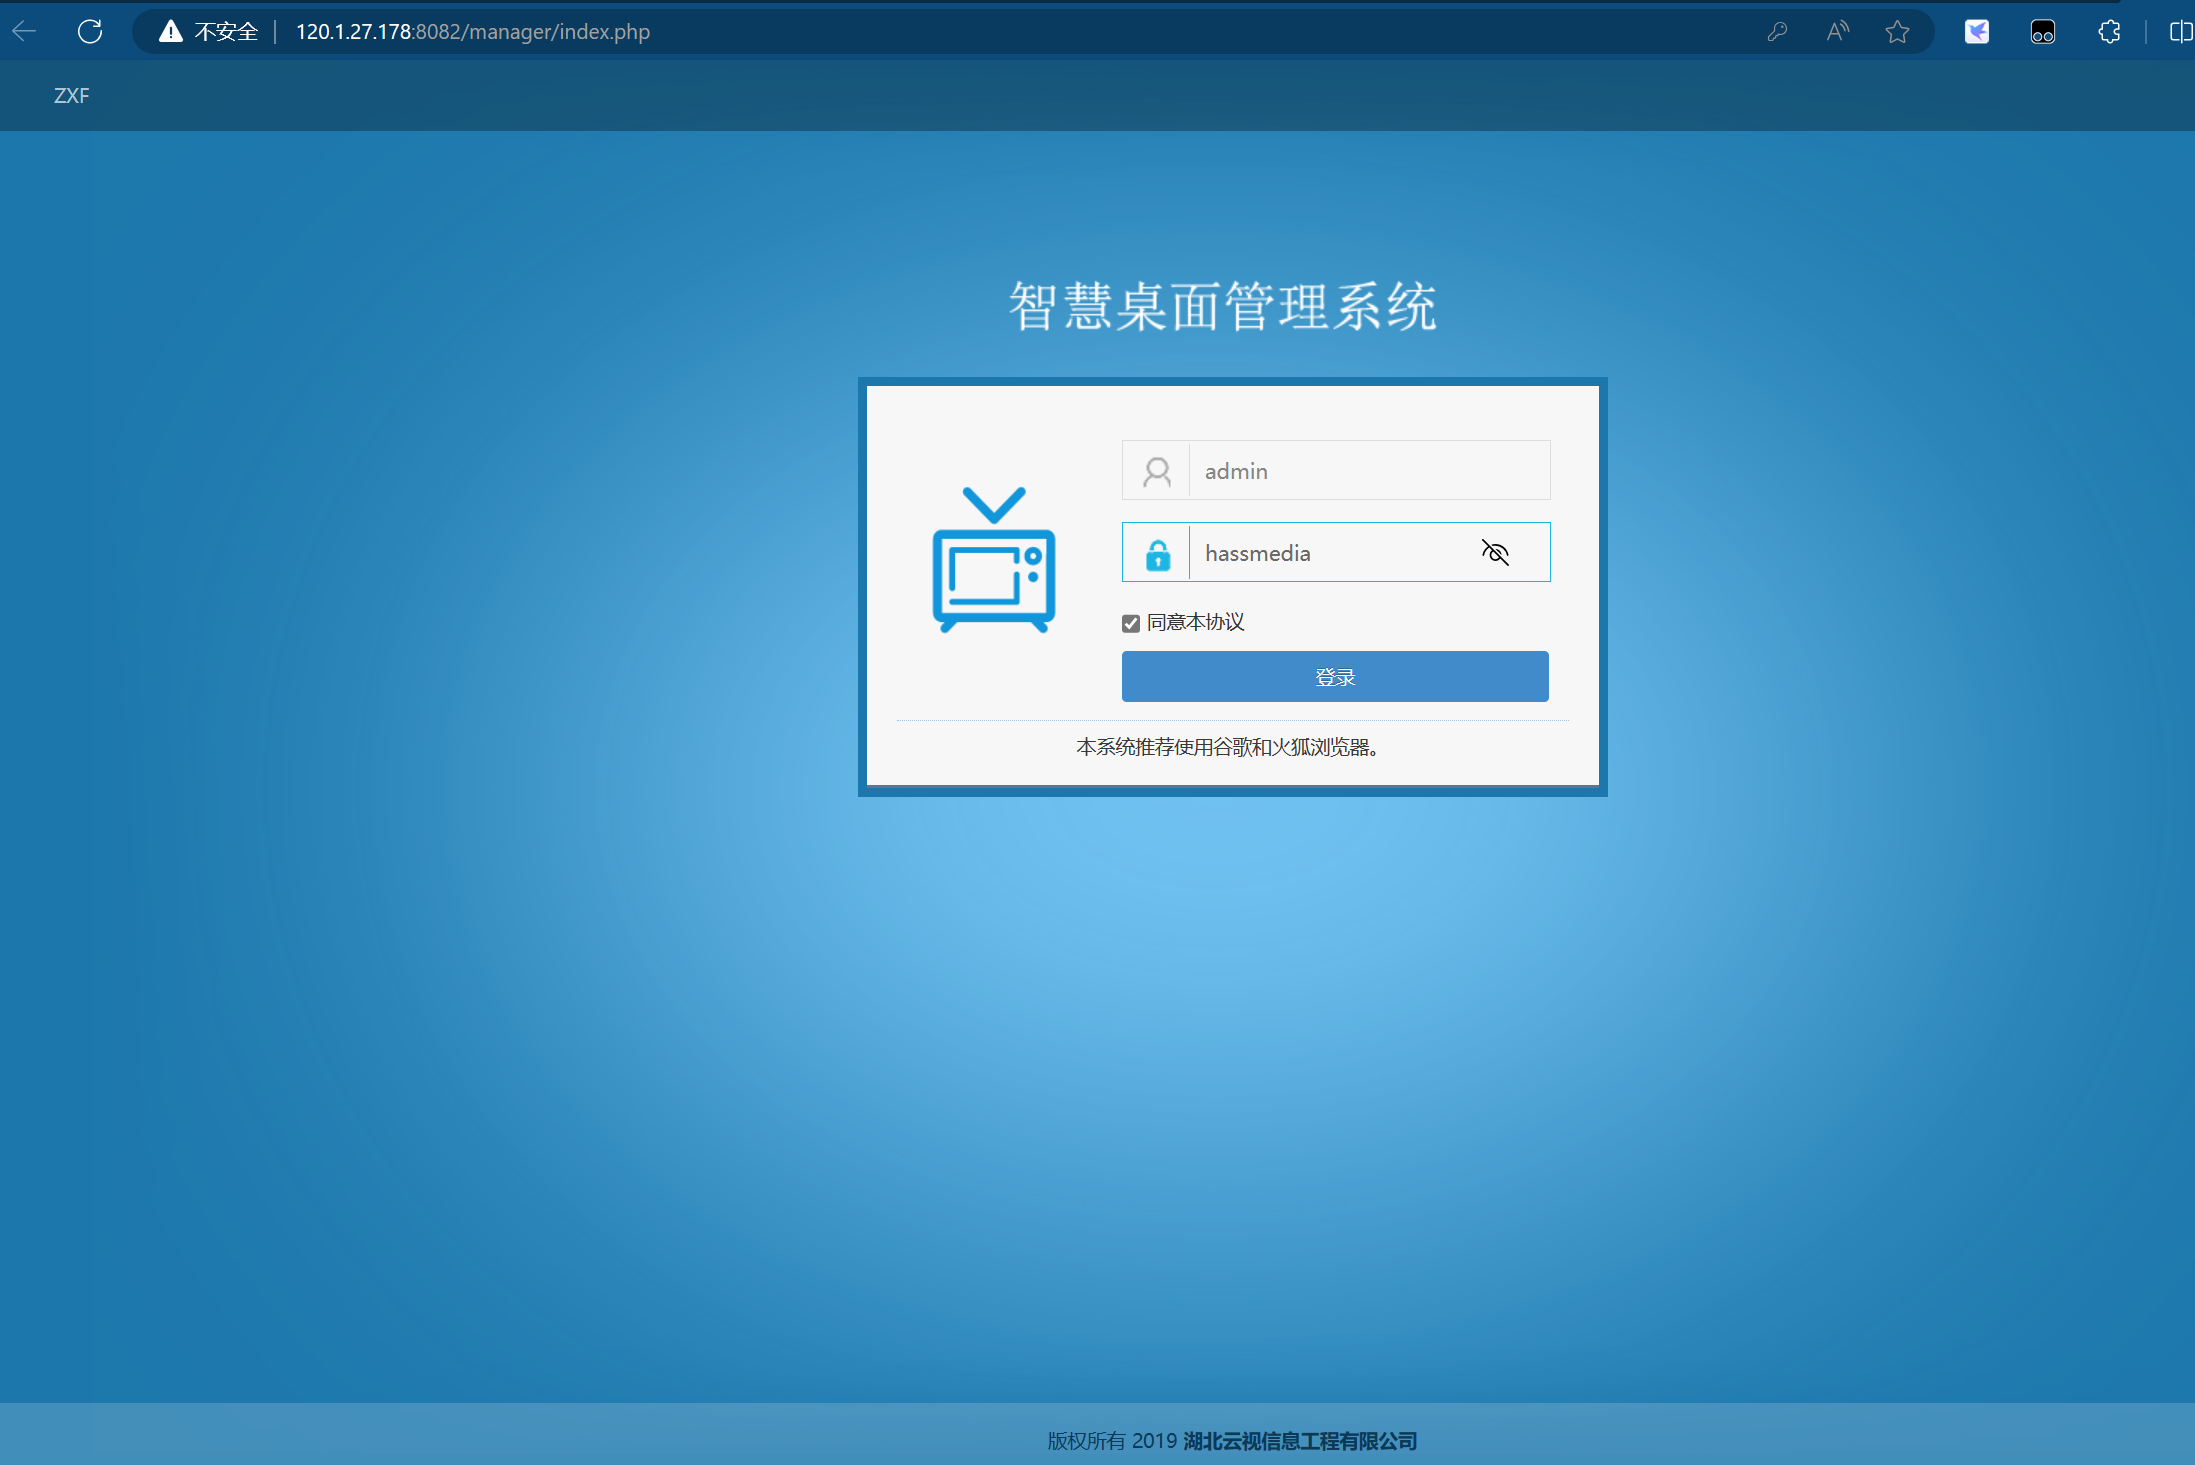 不安全 120.1.27.178:8082/manager/index.php
ZXF
智慧桌面管理系统
admin
hassmedia
同意本协议
登录
本系统推荐使用谷歌和火狐浏览器。
版权所有 2019 湖北云视信息工程有限公司